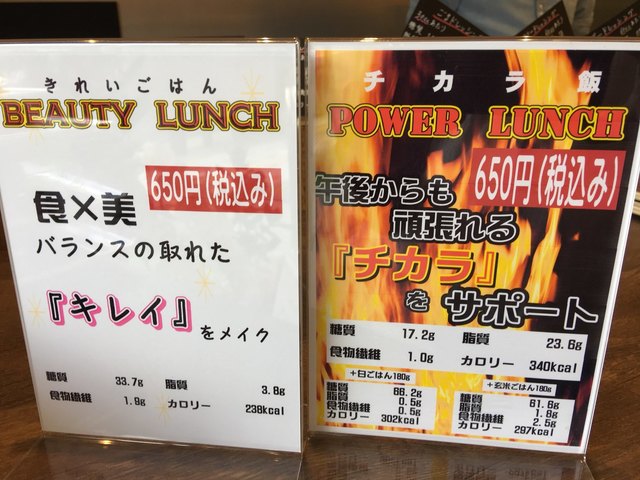 きれいごはん
BEAUTY LUNCH
650円(税込み)
食×美
バランスの取れた
『キレイ』をメイク
糖質 33.7g 脂質 3.8g
食物繊維 1.9g カロリー 238kcal
チカラ飯
POWER LUNCH
650円(税込み)
午後からも
頑張れる
『チカラ』
をサポート
糖質 17.2g 脂質 23.6g
食物繊維 1.0g カロリー 340kcal
+白ごはん180g
糖質 66.2g
脂質 0.5g
食物繊維 0.5g
カロリー 302kcal
+玄米ごはん180g
糖質 61.6g
脂質 1.8g
食物繊維 2.5g
カロリー 297kcal